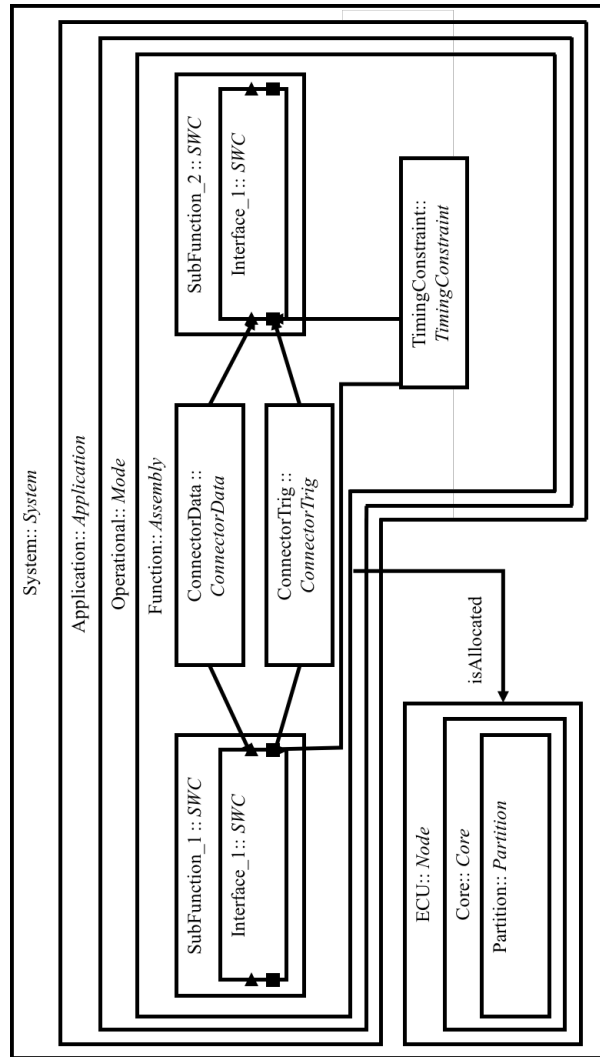 System:: System
Application:: Application
Operational:: Mode
Function:: Assembly
SubFunction_1 :: SWC
Interface_1:: SWC
ConnectorData ::
ConnectorData
ConnectorTrig ::
ConnectorTrig
SubFunction_2 :: SWC
Interface_1:: SWC
TimingConstraint::
TimingConstraint
isAllocated
ECU:: Node
Core:: Core
Partition:: Partition